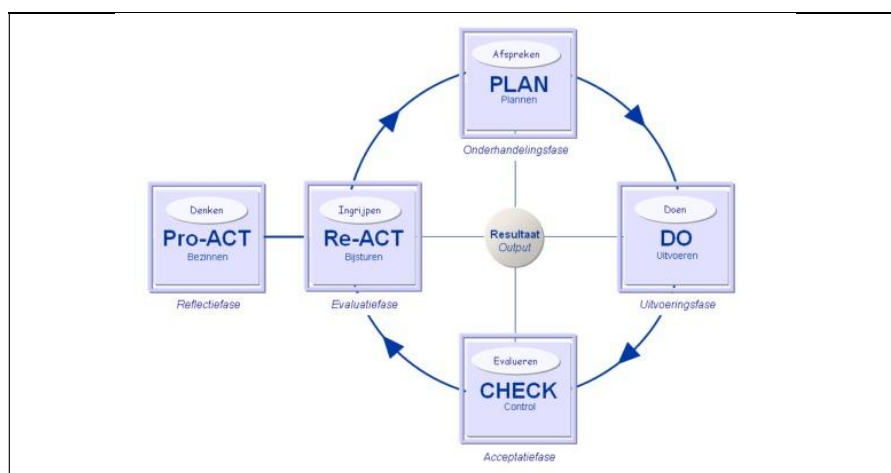 Afspreken
PLAN
Plannen
Onderhandelingsfase
Denken
Pro-ACT
Bezinnen
Reflectiefase
Ingrijpen
Re-ACT
Bijsturen
Evaluatiefase
Resultaat
Output
Doen
DO
Uitvoeren
Uitvoeringsfase
Evalueren
CHECK
Control
Acceptatiefase